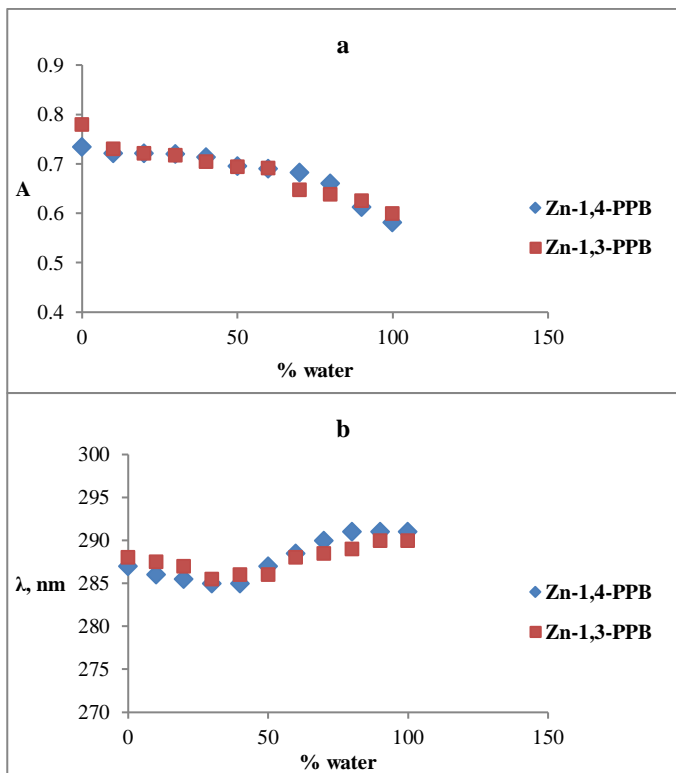 a
0.9
0.8
0.7
A
0.6
0.5
0.4
0 50 100 150
% water
Zn-1,4-PPB
Zn-1,3-PPB
b
300
295
290
λ, nm
285
280
275
270
0 50 100 150
% water
Zn-1,4-PPB
Zn-1,3-PPB